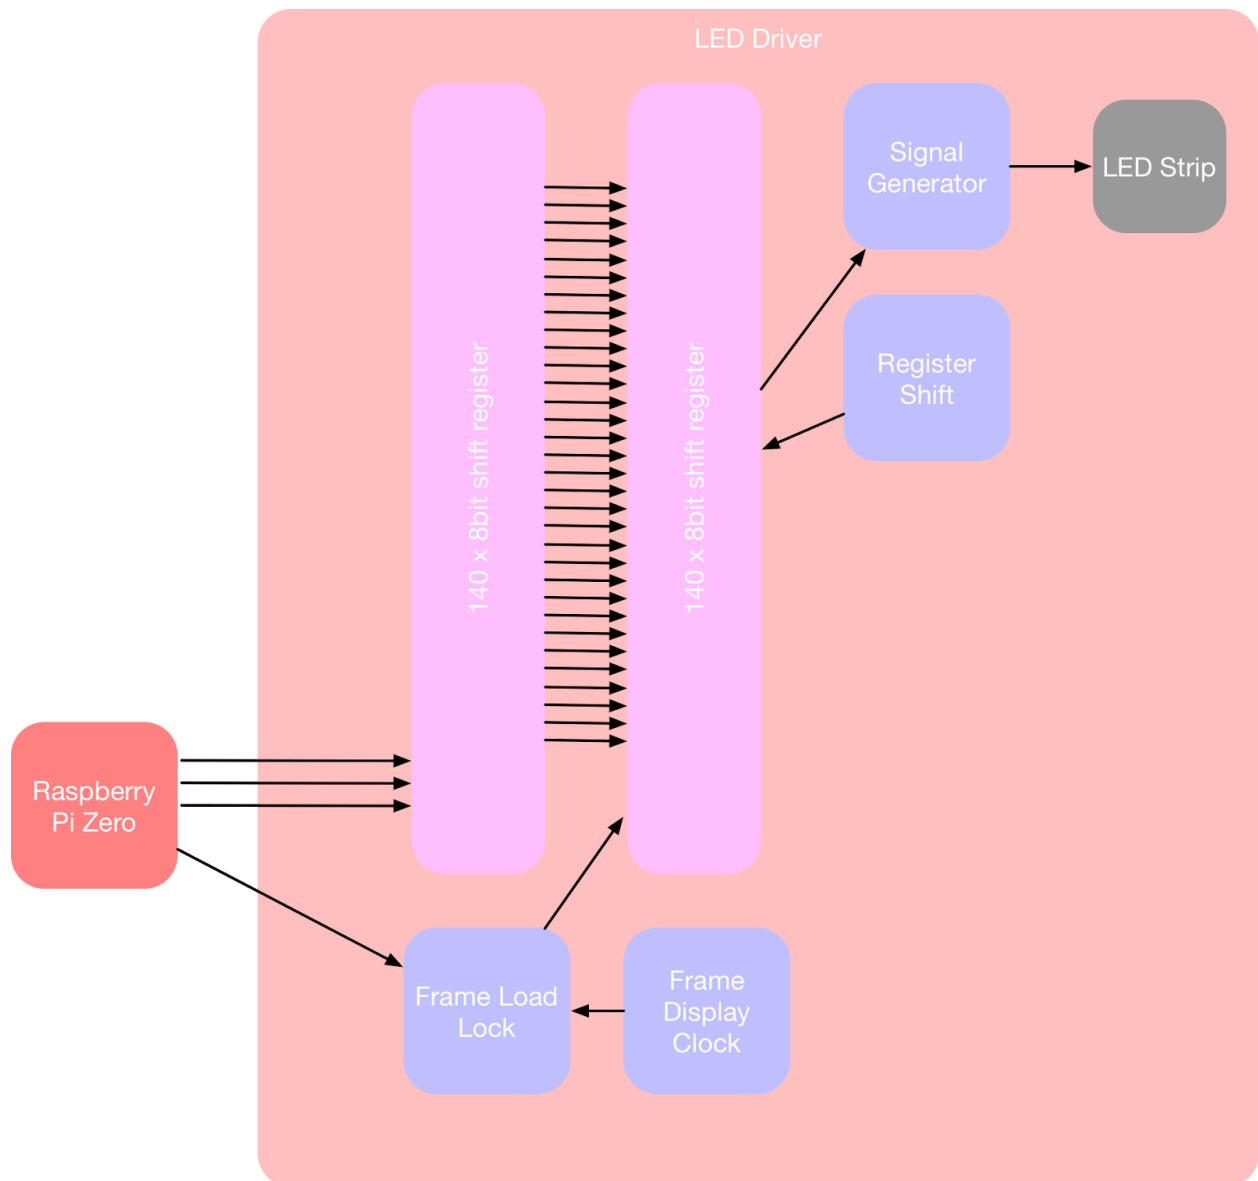 LED Driver
140 x 8bit shift register
140 x 8bit shift register
Signal
Generator
LED Strip
Register
Shift
Raspberry
Pi Zero
Frame Load
Lock
Frame
Display
Clock